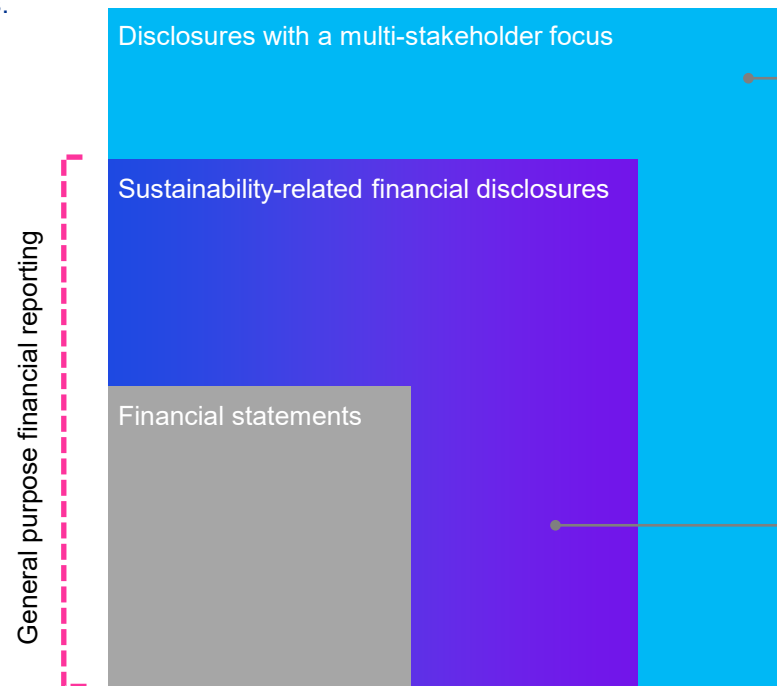 Disclosures with a multi-stakeholder focus
Sustainability-related financial disclosures
General purpose financial reporting
Financial statements